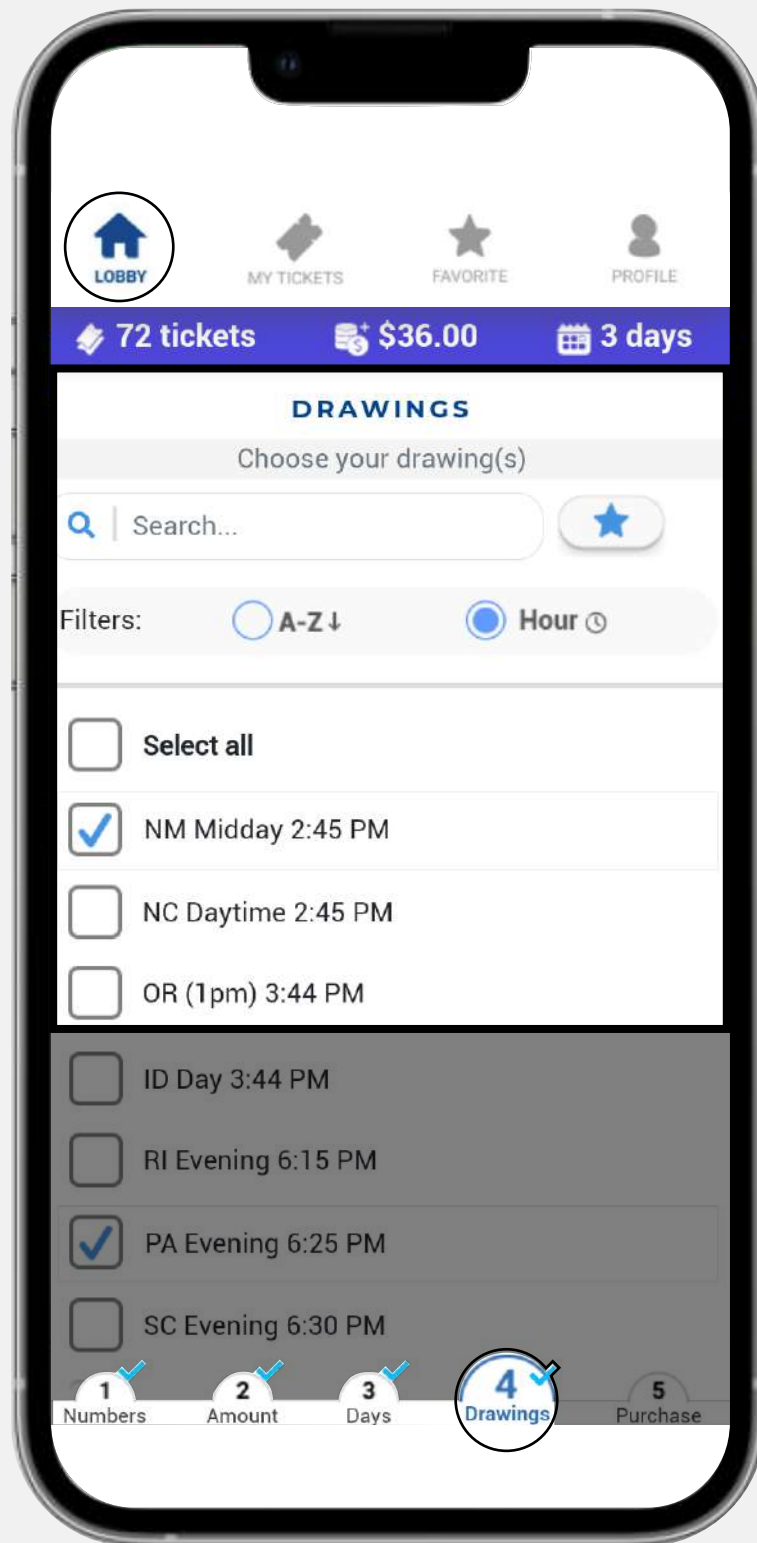 LOBBY MY TICKETS FAVORITE PROFILE
72 tickets $36.00 3 days
DRAWINGS
Choose your drawing(s)
Search...
Filters: A-Z↓ Hour
Select all
NM Midday 2:45 PM
NC Daytime 2:45 PM
OR (1pm) 3:44 PM
ID Day 3:44 PM
RI Evening 6:15 PM
PA Evening 6:25 PM
SC Evening 6:30 PM
1 2 3 4 5
Numbers Amount Days Drawings Purchase